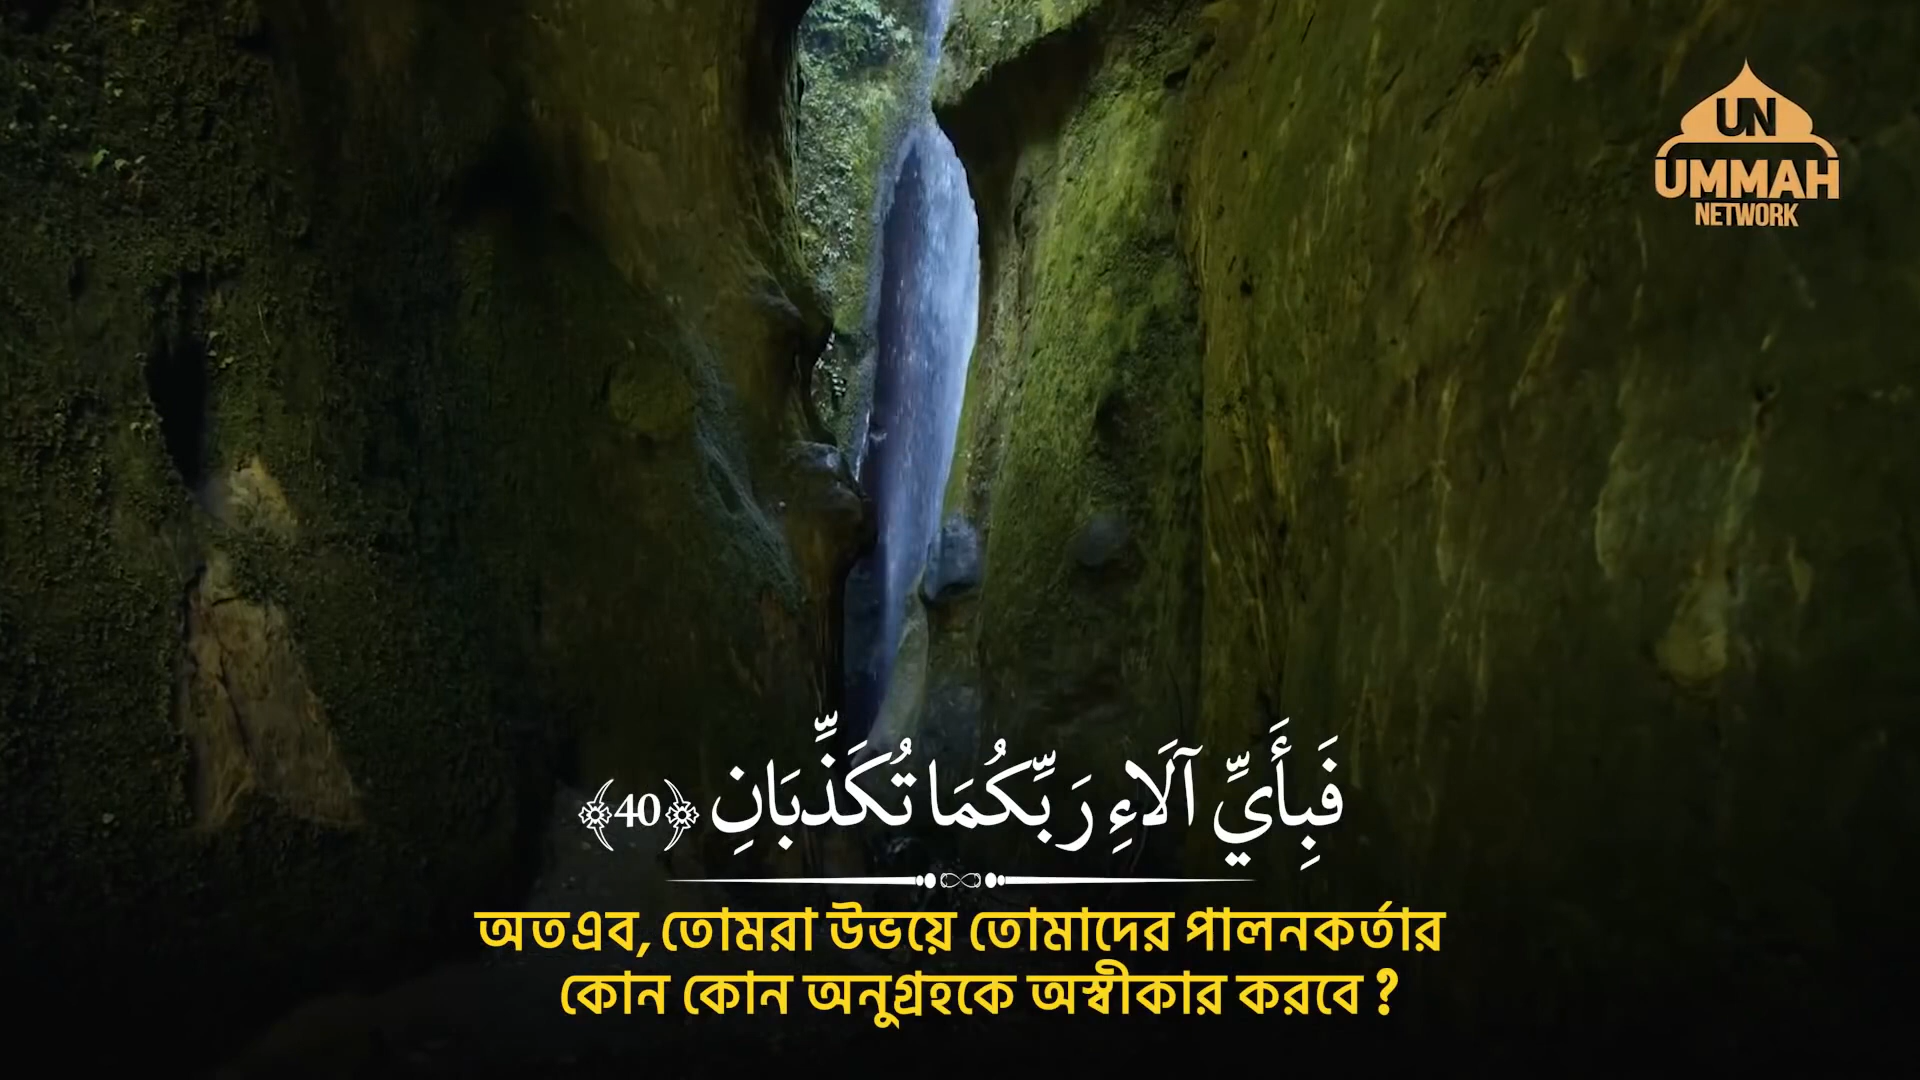 UN
UMMAH
NETWORK
فَبِأَيِّ آلَاءِ رَبِّكُمَا تُكَذِّبَانِ ﴿40﴾
অতএব, তোমরা উভয়ে তোমাদের পালনকর্তার
কোন কোন অনুগ্রহকে অস্বীকার করবে ?